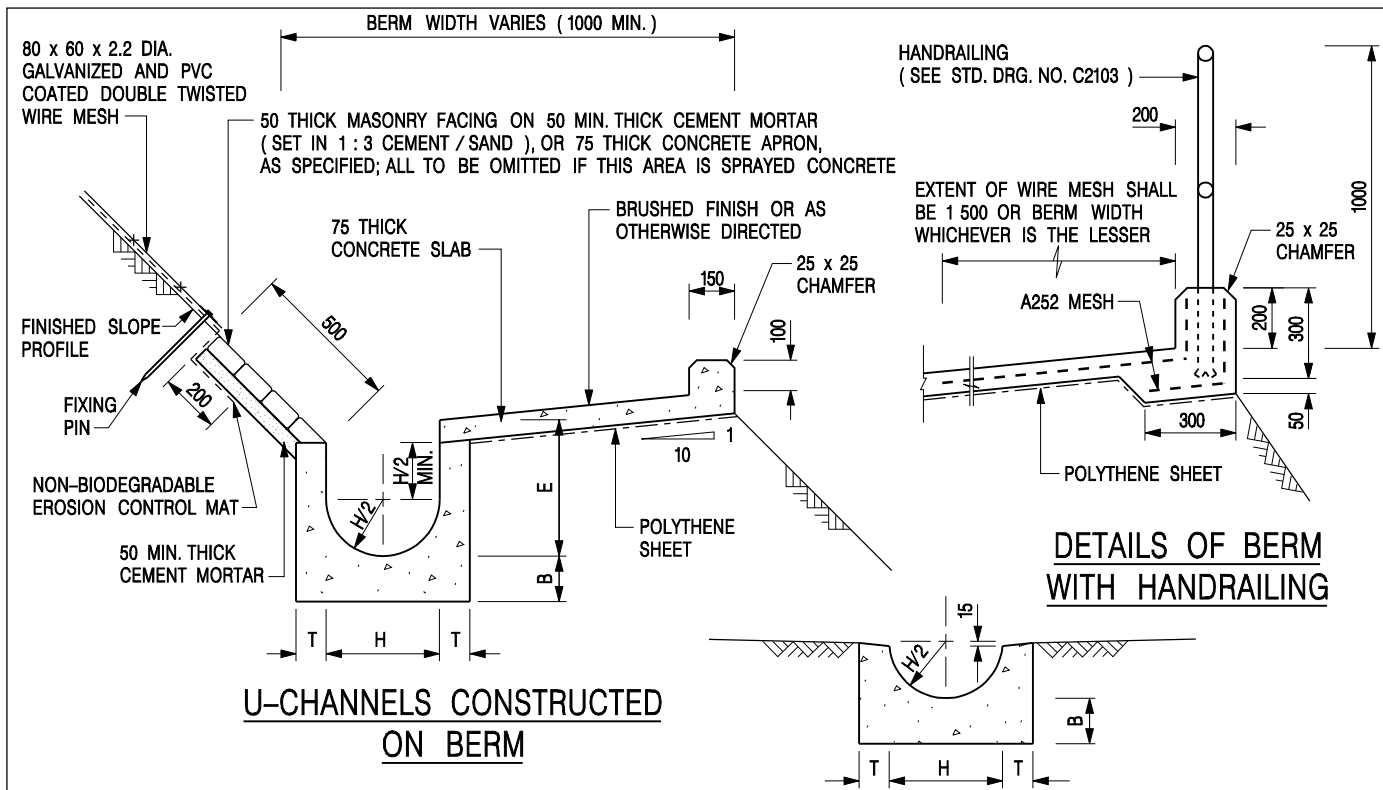 BERM WIDTH VARIES ( 1000 MIN. )
80 x 60 x 2.2 DIA.
GALVANIZED AND PVC
COATED DOUBLE TWISTED
WIRE MESH
50 THICK MASONRY FACING ON 50 MIN. THICK CEMENT MORTAR
( SET IN 1 : 3 CEMENT / SAND ), OR 75 THICK CONCRETE APRON,
AS SPECIFIED; ALL TO BE OMITTED IF THIS AREA IS SPRAYED CONCRETE
75 THICK
CONCRETE SLAB
BRUSHED FINISH OR AS
OTHERWISE DIRECTED
25 x 25
CHAMFER
150
100
500
FINISHED SLOPE
PROFILE
200
FIXING
PIN
NON-BIODEGRADABLE
EROSION CONTROL MAT
50 MIN. THICK
CEMENT MORTAR
H/2
MIN.
H/2
E
B
1
10
POLYTHENE
SHEET
T
H
T
U-CHANNELS CONSTRUCTED
ON BERM
HANDRAILING
( SEE STD. DRG. NO. C2103 )
200
1000
EXTENT OF WIRE MESH SHALL
BE 1 500 OR BERM WIDTH
WHICHEVER IS THE LESSER
25 x 25
CHAMFER
A252 MESH
200
300
50
300
POLYTHENE SHEET
DETAILS OF BERM
WITH HANDRAILING
15
H/2
B
T
H
T